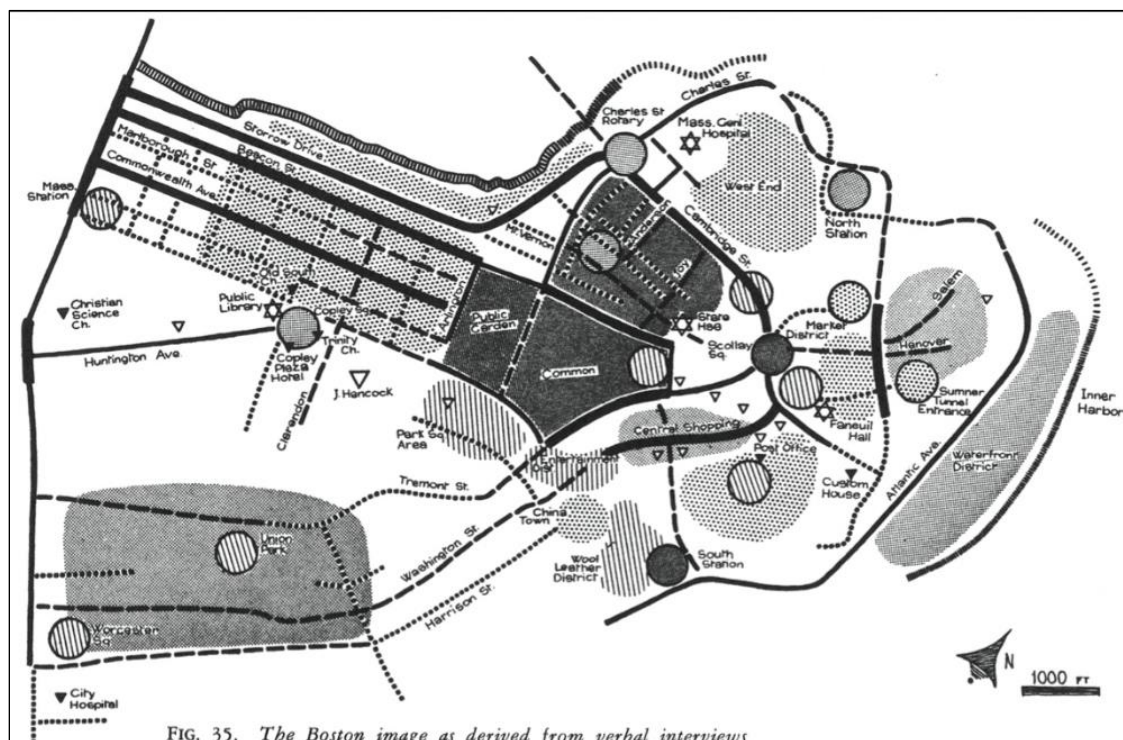 Charles St.
Charles St
Rotary
Mass. Genl
Hospital
Storrow Drive
Beacon St.
Marlborough St
Commonwealth Ave.
Mass.
Station
West End
North
Station
Mt. Vernon
Cambridge St.
Joy
State
Hse
Scollay
Sq.
Market
District
Salem
Hanover
Sumner
Tunnel
Entrance
Faneuil
Hall
Inner
Harbor
Waterfront
District
Atlantic Ave.
Christian
Science
Ch.
Public
Library
Old South
Ch.
Copley Sq.
Trinity
Ch.
Copley
Plaza
Hotel
Huntington Ave.
Clarendon
J. Hancock
Arlington
Public
Garden
Common
Park Sq.
Area
Central Shopping
Entertainment
Dist.
Post Office
Custom
House
Tremont St.
Washington St.
Harrison St.
China
Town
Wool
Leather
District
South
Station
Union
Park
Worcester
Sq
City
Hospital
N
1000 FT
FIG. 35. The Boston image as derived from verbal interviews